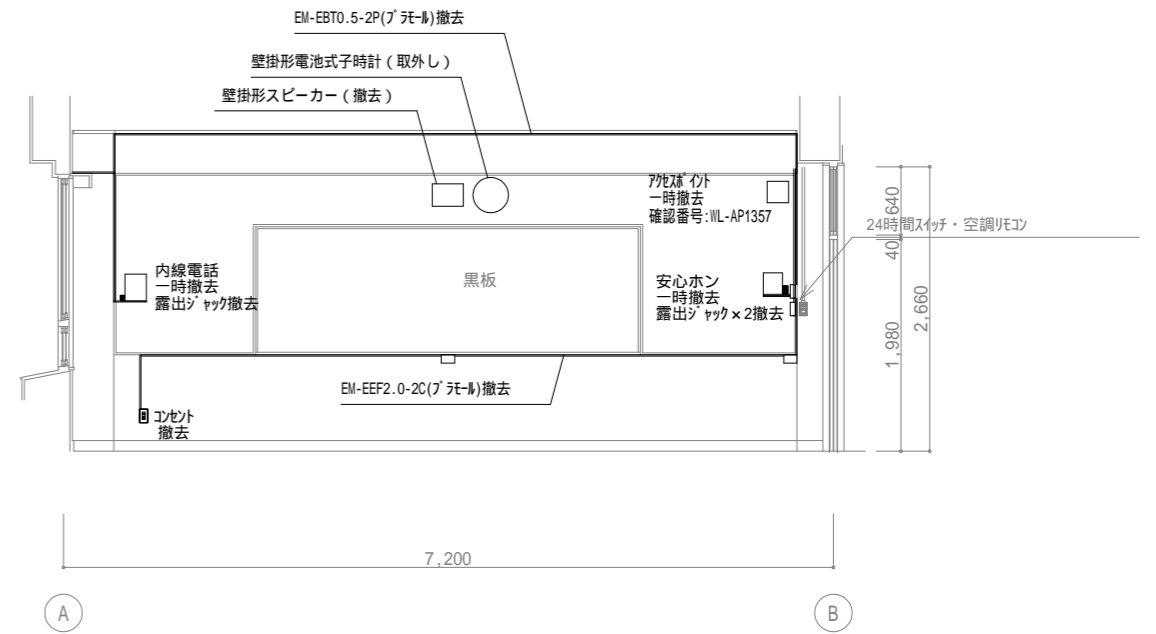 EM-EBT0.5-2P(ﾌﾟﾗﾓｰﾙ)撤去
壁掛形電池式子時計（取外し）
壁掛形スピーカー（撤去）
ｱｸｾｽﾎﾟｲﾝﾄ
一時撤去
確認番号:WL-AP1357
640
24時間ｽｲｯﾁ・空調ﾘﾓｺﾝ
40
内線電話
一時撤去
露出ｼﾞｬｯｸ撤去
黒板
安心ホン
一時撤去
露出ｼﾞｬｯｸ×2撤去
1,980
2,660
EM-EEF2.0-2C(ﾌﾟﾗﾓｰﾙ)撤去
ｺﾝｾﾝﾄ
撤去
7,200
A
B